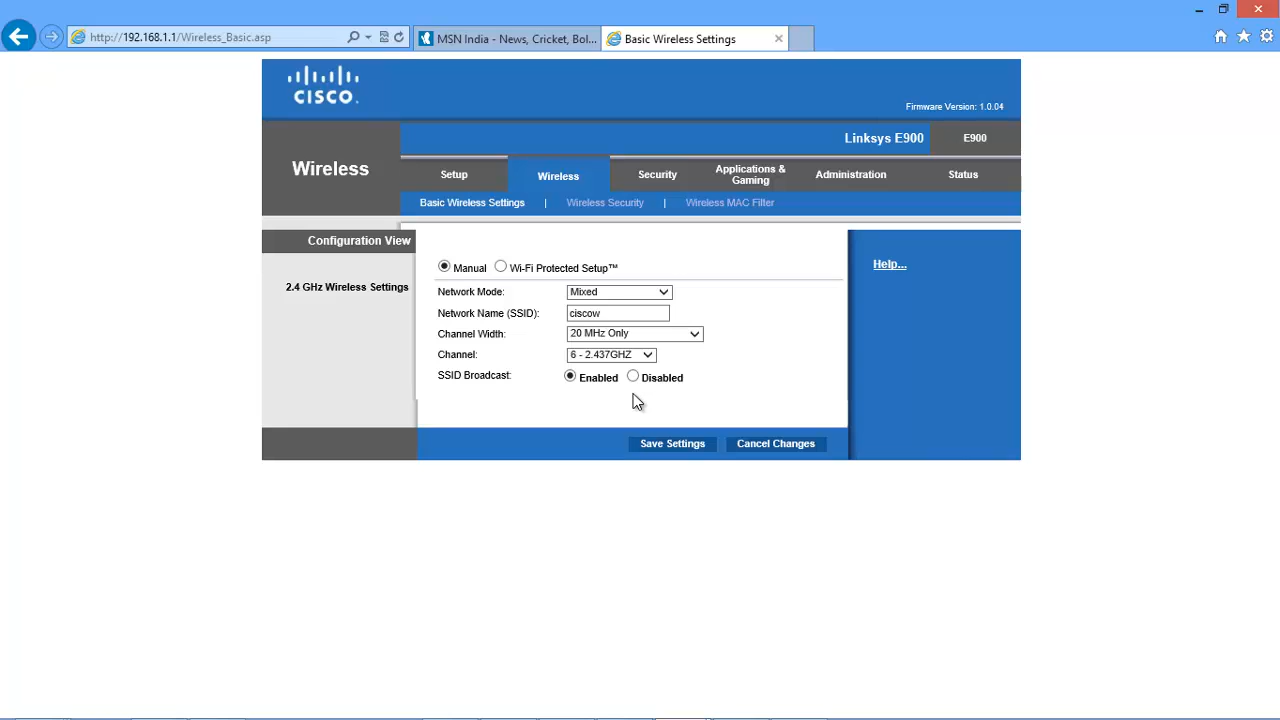 http://192.168.1.1/Wireless_Basic.asp
MSN India - News, Cricket, Bol...
Basic Wireless Settings
CISCO.
Firmware Version: 1.0.04
Linksys E900
E900
Wireless
Setup
Wireless
Security
Applications &
Gaming
Administration
Status
Basic Wireless Settings | Wireless Security | Wireless MAC Filter
Configuration View
2.4 GHz Wireless Settings
Manual
Wi-Fi Protected Setup™
Help...
Network Mode: Mixed
Network Name (SSID): ciscow
Channel Width: 20 MHz Only
Channel: 6 - 2.437GHZ
SSID Broadcast: Enabled Disabled
Save Settings
Cancel Changes